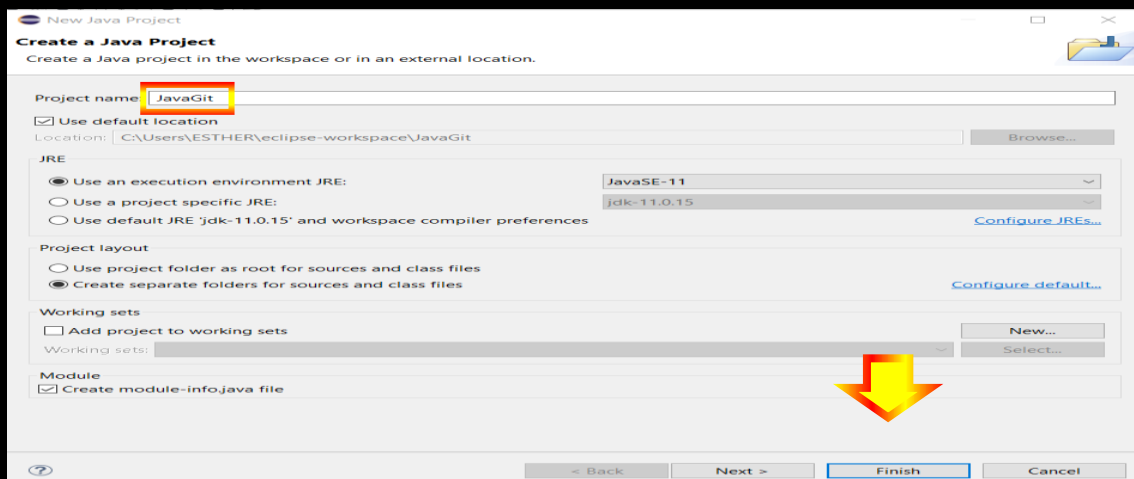 New Java Project
Create a Java Project
Create a Java project in the workspace or in an external location.
Project name: JavaGit
Use default location
Location: C:\Users\ESTHER\eclipse-workspace\JavaGit Browse...
JRE
Use an execution environment JRE: JavaSE-11
Use a project specific JRE: jdk-11.0.15
Use default JRE 'jdk-11.0.15' and workspace compiler preferences Configure JREs...
Project layout
Use project folder as root for sources and class files
Create separate folders for sources and class files Configure default...
Working sets
Add project to working sets New...
Working sets: Select...
Module
Create module-info.java file
? < Back Next > Finish Cancel